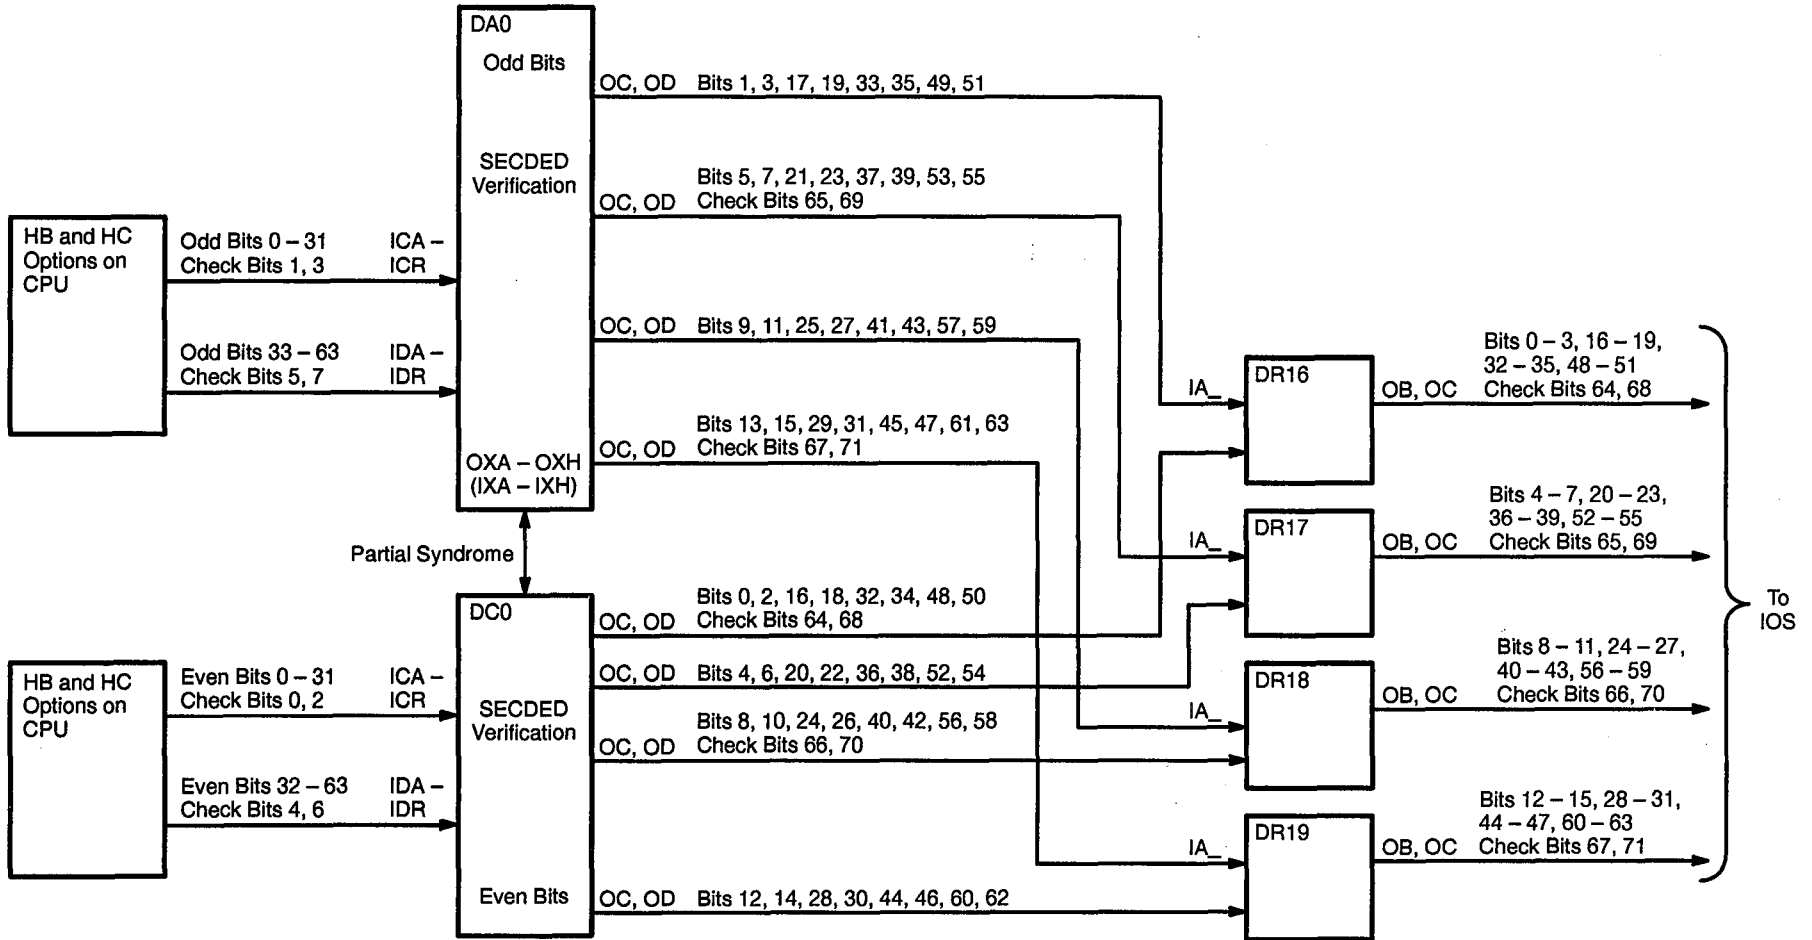 DA0
Odd Bits
SECDED
Verification
OXA – OXH
(IXA – IXH)
HB and HC
Options on
CPU
Odd Bits 0 – 31 ICA –
Check Bits 1, 3 ICR
Odd Bits 33 – 63 IDA –
Check Bits 5, 7 IDR
OC, OD Bits 1, 3, 17, 19, 33, 35, 49, 51
Bits 5, 7, 21, 23, 37, 39, 53, 55
OC, OD Check Bits 65, 69
OC, OD Bits 9, 11, 25, 27, 41, 43, 57, 59
Bits 13, 15, 29, 31, 45, 47, 61, 63
OC, OD Check Bits 67, 71
Partial Syndrome
DC0
SECDED
Verification
Even Bits
HB and HC
Options on
CPU
Even Bits 0 – 31 ICA –
Check Bits 0, 2 ICR
Even Bits 32 – 63 IDA –
Check Bits 4, 6 IDR
Bits 0, 2, 16, 18, 32, 34, 48, 50
OC, OD Check Bits 64, 68
OC, OD Bits 4, 6, 20, 22, 36, 38, 52, 54
Bits 8, 10, 24, 26, 40, 42, 56, 58
OC, OD Check Bits 66, 70
OC, OD Bits 12, 14, 28, 30, 44, 46, 60, 62
IA_
DR16
Bits 0 – 3, 16 – 19,
32 – 35, 48 – 51
OB, OC Check Bits 64, 68
IA_
DR17
Bits 4 – 7, 20 – 23,
36 – 39, 52 – 55
OB, OC Check Bits 65, 69
IA_
DR18
Bits 8 – 11, 24 – 27,
40 – 43, 56 – 59
OB, OC Check Bits 66, 70
IA_
DR19
Bits 12 – 15, 28 – 31,
44 – 47, 60 – 63
OB, OC Check Bits 67, 71
To
IOS